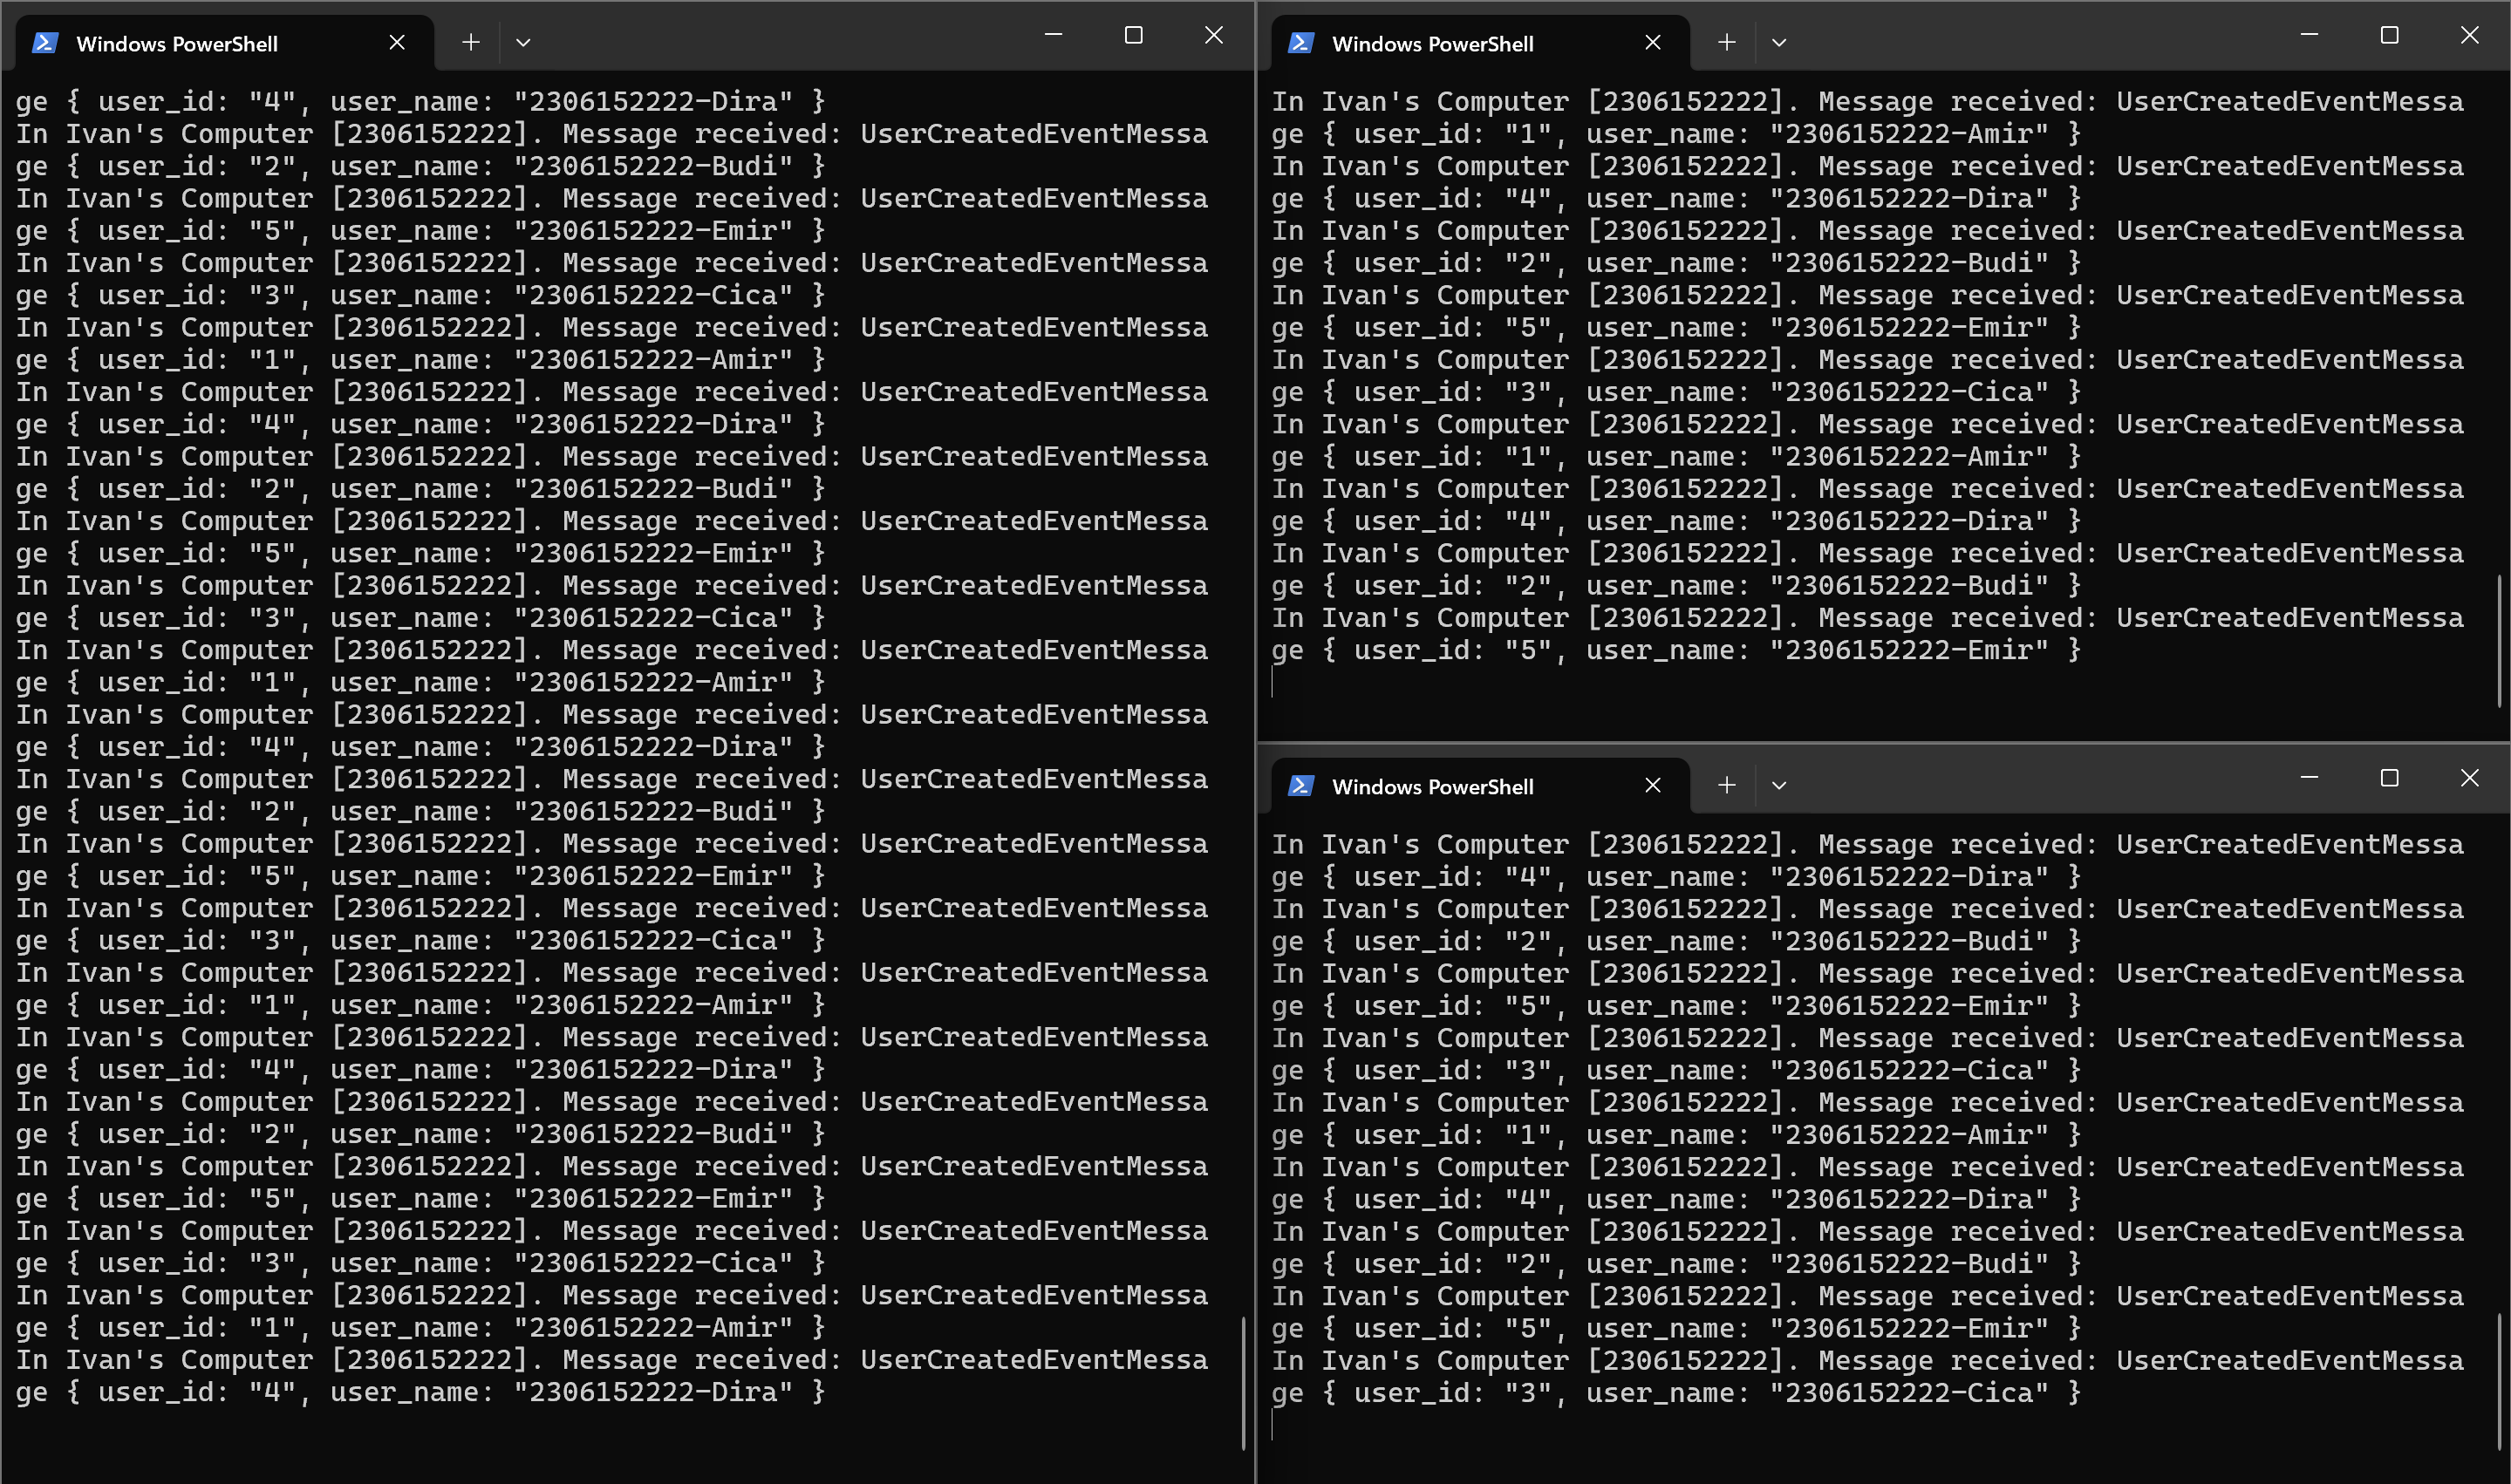 Windows PowerShell
ge { user_id: "4", user_name: "2306152222-Dira" }
In Ivan's Computer [2306152222]. Message received: UserCreatedEventMessa
ge { user_id: "2", user_name: "2306152222-Budi" }
In Ivan's Computer [2306152222]. Message received: UserCreatedEventMessa
ge { user_id: "5", user_name: "2306152222-Emir" }
In Ivan's Computer [2306152222]. Message received: UserCreatedEventMessa
ge { user_id: "3", user_name: "2306152222-Cica" }
In Ivan's Computer [2306152222]. Message received: UserCreatedEventMessa
ge { user_id: "1", user_name: "2306152222-Amir" }
In Ivan's Computer [2306152222]. Message received: UserCreatedEventMessa
ge { user_id: "4", user_name: "2306152222-Dira" }
In Ivan's Computer [2306152222]. Message received: UserCreatedEventMessa
ge { user_id: "2", user_name: "2306152222-Budi" }
In Ivan's Computer [2306152222]. Message received: UserCreatedEventMessa
ge { user_id: "5", user_name: "2306152222-Emir" }
In Ivan's Computer [2306152222]. Message received: UserCreatedEventMessa
ge { user_id: "3", user_name: "2306152222-Cica" }
In Ivan's Computer [2306152222]. Message received: UserCreatedEventMessa
ge { user_id: "1", user_name: "2306152222-Amir" }
In Ivan's Computer [2306152222]. Message received: UserCreatedEventMessa
ge { user_id: "4", user_name: "2306152222-Dira" }
In Ivan's Computer [2306152222]. Message received: UserCreatedEventMessa
ge { user_id: "2", user_name: "2306152222-Budi" }
In Ivan's Computer [2306152222]. Message received: UserCreatedEventMessa
ge { user_id: "5", user_name: "2306152222-Emir" }
In Ivan's Computer [2306152222]. Message received: UserCreatedEventMessa
ge { user_id: "3", user_name: "2306152222-Cica" }
In Ivan's Computer [2306152222]. Message received: UserCreatedEventMessa
ge { user_id: "1", user_name: "2306152222-Amir" }
In Ivan's Computer [2306152222]. Message received: UserCreatedEventMessa
ge { user_id: "4", user_name: "2306152222-Dira" }
In Ivan's Computer [2306152222]. Message received: UserCreatedEventMessa
ge { user_id: "2", user_name: "2306152222-Budi" }
In Ivan's Computer [2306152222]. Message received: UserCreatedEventMessa
ge { user_id: "5", user_name: "2306152222-Emir" }
In Ivan's Computer [2306152222]. Message received: UserCreatedEventMessa
ge { user_id: "3", user_name: "2306152222-Cica" }
In Ivan's Computer [2306152222]. Message received: UserCreatedEventMessa
ge { user_id: "1", user_name: "2306152222-Amir" }
In Ivan's Computer [2306152222]. Message received: UserCreatedEventMessa
ge { user_id: "4", user_name: "2306152222-Dira" }
Windows PowerShell
In Ivan's Computer [2306152222]. Message received: UserCreatedEventMessa
ge { user_id: "1", user_name: "2306152222-Amir" }
In Ivan's Computer [2306152222]. Message received: UserCreatedEventMessa
ge { user_id: "4", user_name: "2306152222-Dira" }
In Ivan's Computer [2306152222]. Message received: UserCreatedEventMessa
ge { user_id: "2", user_name: "2306152222-Budi" }
In Ivan's Computer [2306152222]. Message received: UserCreatedEventMessa
ge { user_id: "5", user_name: "2306152222-Emir" }
In Ivan's Computer [2306152222]. Message received: UserCreatedEventMessa
ge { user_id: "3", user_name: "2306152222-Cica" }
In Ivan's Computer [2306152222]. Message received: UserCreatedEventMessa
ge { user_id: "1", user_name: "2306152222-Amir" }
In Ivan's Computer [2306152222]. Message received: UserCreatedEventMessa
ge { user_id: "4", user_name: "2306152222-Dira" }
In Ivan's Computer [2306152222]. Message received: UserCreatedEventMessa
ge { user_id: "2", user_name: "2306152222-Budi" }
In Ivan's Computer [2306152222]. Message received: UserCreatedEventMessa
ge { user_id: "5", user_name: "2306152222-Emir" }
Windows PowerShell
In Ivan's Computer [2306152222]. Message received: UserCreatedEventMessa
ge { user_id: "4", user_name: "2306152222-Dira" }
In Ivan's Computer [2306152222]. Message received: UserCreatedEventMessa
ge { user_id: "2", user_name: "2306152222-Budi" }
In Ivan's Computer [2306152222]. Message received: UserCreatedEventMessa
ge { user_id: "5", user_name: "2306152222-Emir" }
In Ivan's Computer [2306152222]. Message received: UserCreatedEventMessa
ge { user_id: "3", user_name: "2306152222-Cica" }
In Ivan's Computer [2306152222]. Message received: UserCreatedEventMessa
ge { user_id: "1", user_name: "2306152222-Amir" }
In Ivan's Computer [2306152222]. Message received: UserCreatedEventMessa
ge { user_id: "4", user_name: "2306152222-Dira" }
In Ivan's Computer [2306152222]. Message received: UserCreatedEventMessa
ge { user_id: "2", user_name: "2306152222-Budi" }
In Ivan's Computer [2306152222]. Message received: UserCreatedEventMessa
ge { user_id: "5", user_name: "2306152222-Emir" }
In Ivan's Computer [2306152222]. Message received: UserCreatedEventMessa
ge { user_id: "3", user_name: "2306152222-Cica" }